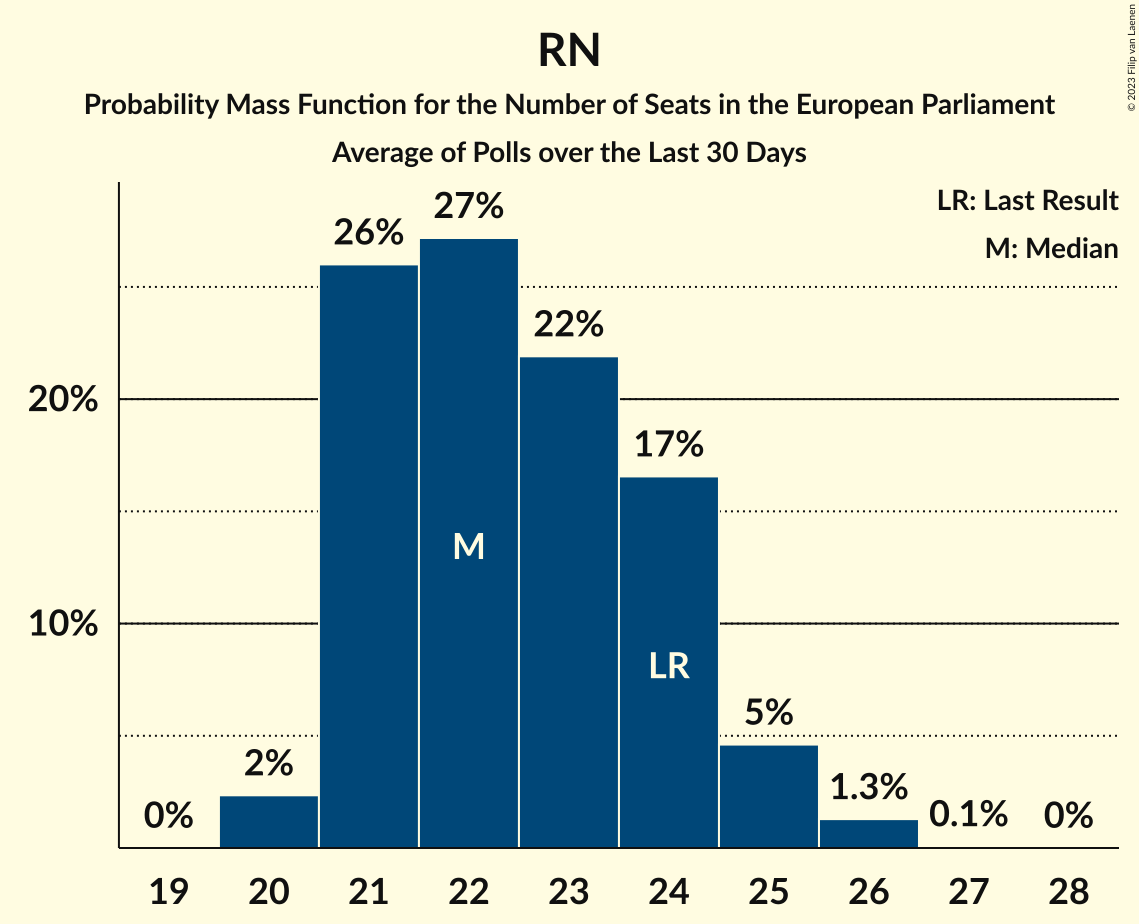 RN
Probability Mass Function for the Number of Seats in the European Parliament
Average of Polls over the Last 30 Days
© 2023 Filip van Laenen
LR: Last Result
M: Median
20%
10%
0%
2%
26%
27%
22%
17%
5%
1.3%
0.1%
0%
M
LR
19 20 21 22 23 24 25 26 27 28